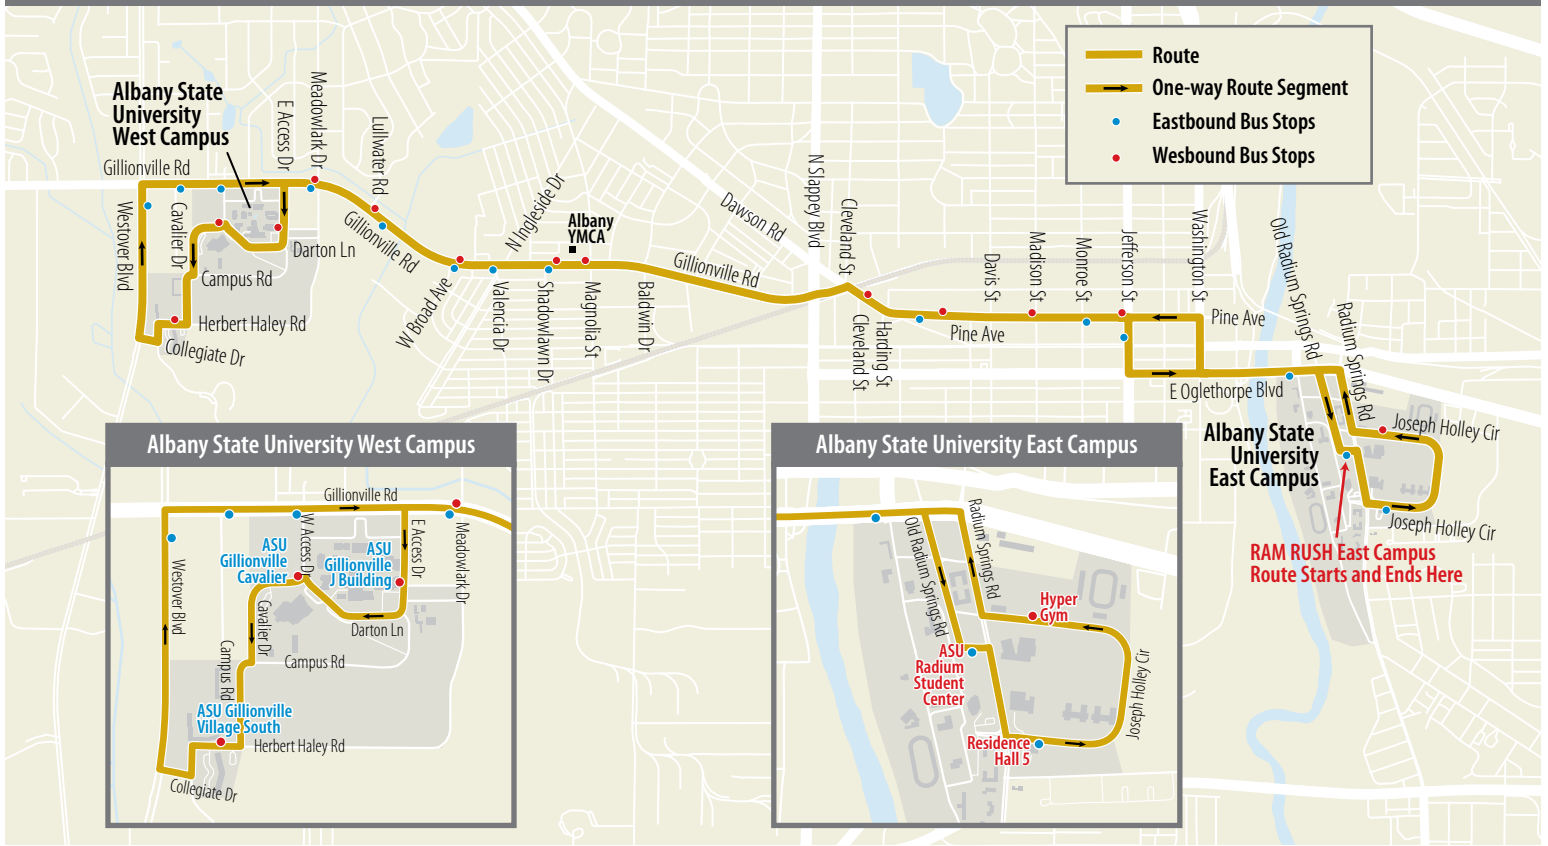 Route
One-way Route Segment
Eastbound Bus Stops
Wesbound Bus Stops
Albany State
University
West Campus
Gillionville Rd
E Access Dr
Meadowlark Dr
Lullwater Rd
Westover Blvd
Cavalier Dr
Darton Ln
Campus Rd
Herbert Haley Rd
Collegiate Dr
Gillionville Rd
W Broad Ave
N Ingleside Dr
Albany
YMCA
Valencia Dr
Shadowlawn Dr
Magnolia St
Baldwin Dr
Gillionville Rd
Dawson Rd
N Slappey Blvd
Cleveland St
Cleveland St
Harding St
Davis St
Madison St
Monroe St
Jefferson St
Washington St
Pine Ave
Pine Ave
E Oglethorpe Blvd
Old Radium Springs Rd
Radium Springs Rd
Joseph Holley Cir
Joseph Holley Cir
Albany State
University
East Campus
RAM RUSH East Campus
Route Starts and Ends Here
Albany State University West Campus
Gillionville Rd
W Access Dr
E Access Dr
Meadowlark Dr
ASU
Gillionville
Cavalier
ASU
Gillionville
J Building
Westover Blvd
Cavalier Dr
Darton Ln
Campus Rd
Campus Rd
ASU Gillionville
Village South
Herbert Haley Rd
Collegiate Dr
Albany State University East Campus
Old Radium Springs Rd
Radium Springs Rd
Hyper
Gym
ASU
Radium
Student
Center
Joseph Holley Cir
Residence
Hall 5